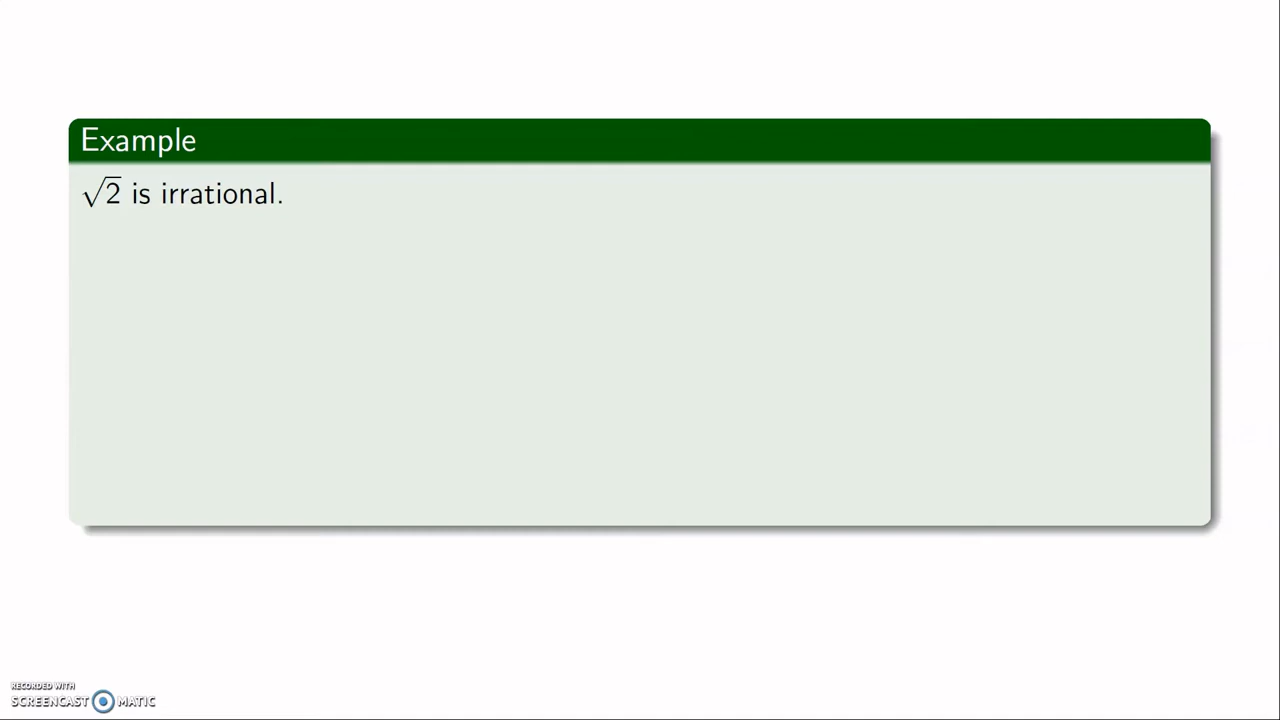 Example
√2 is irrational.
RECORDED WITH
SCREENCAST MATIC